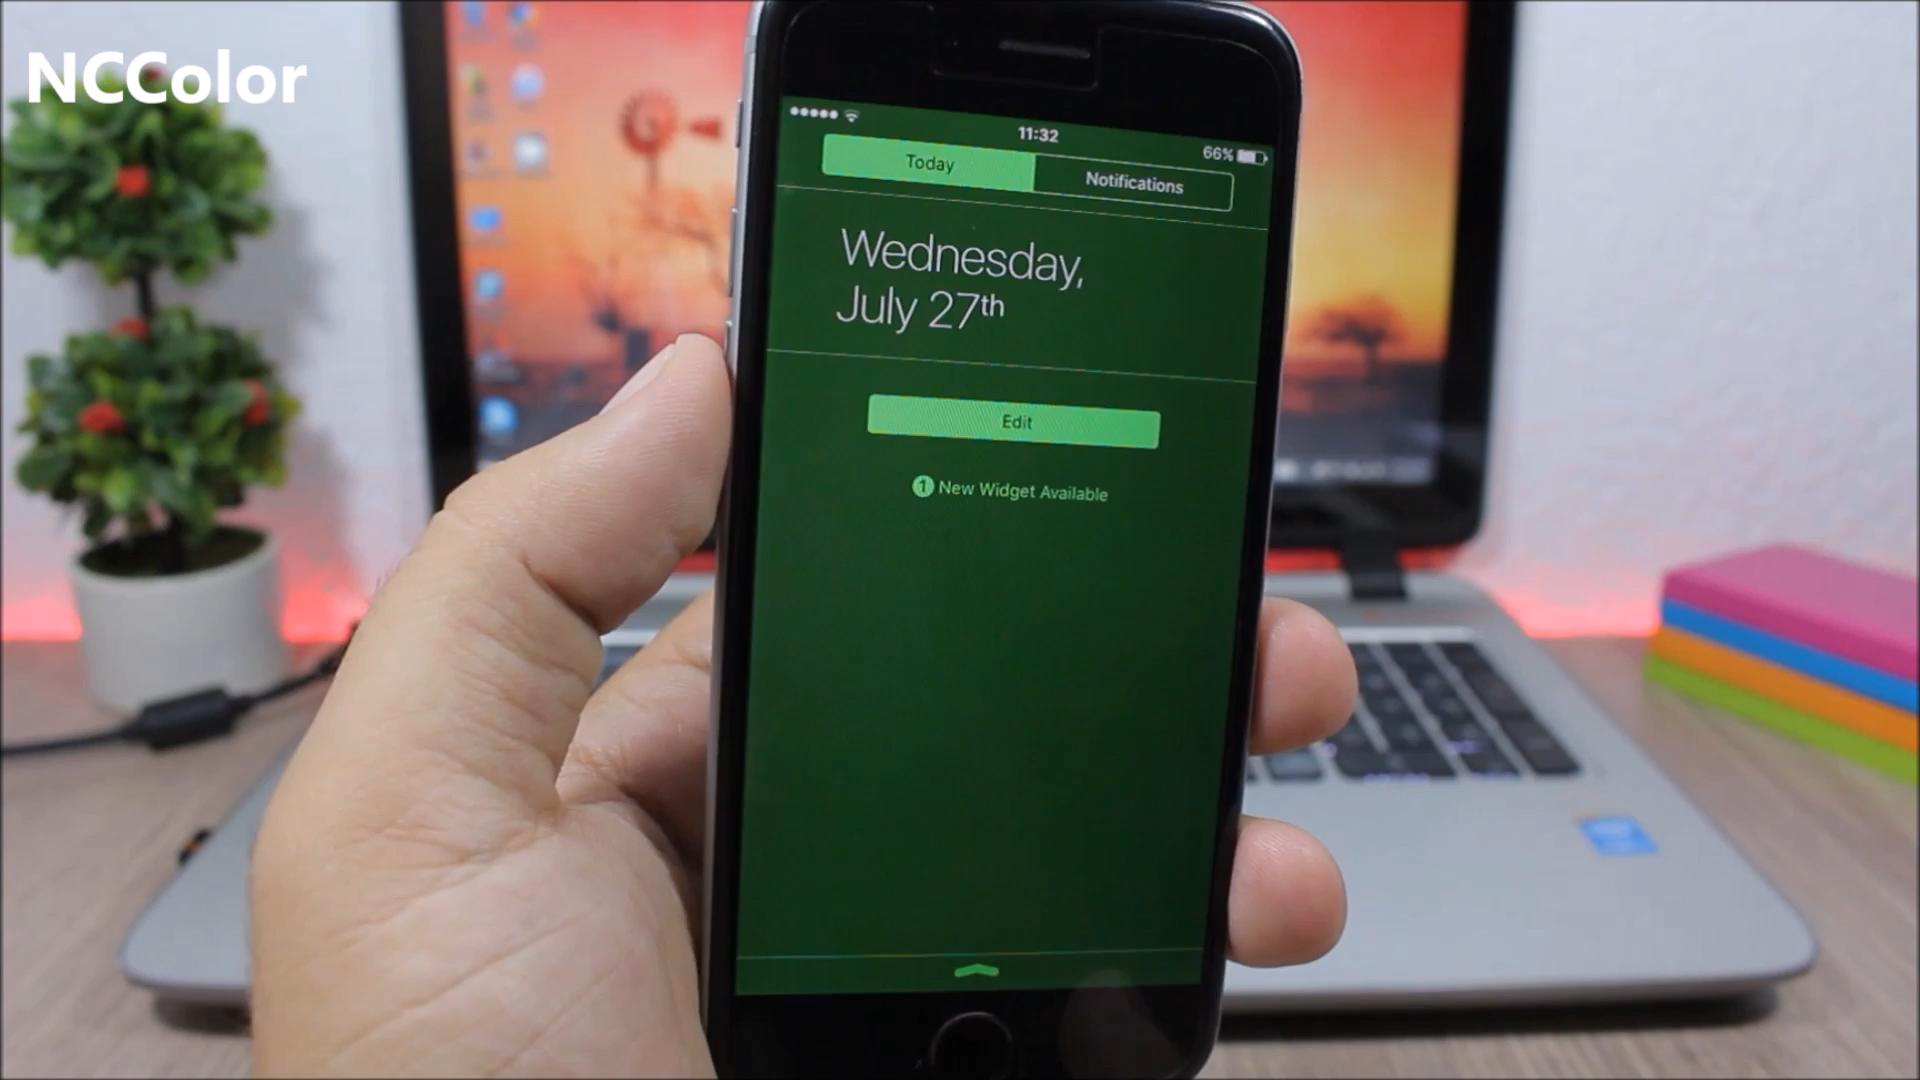 NCColor
11:32
66%
Today
Notifications
Wednesday,
July 27th
Edit
1 New Widget Available